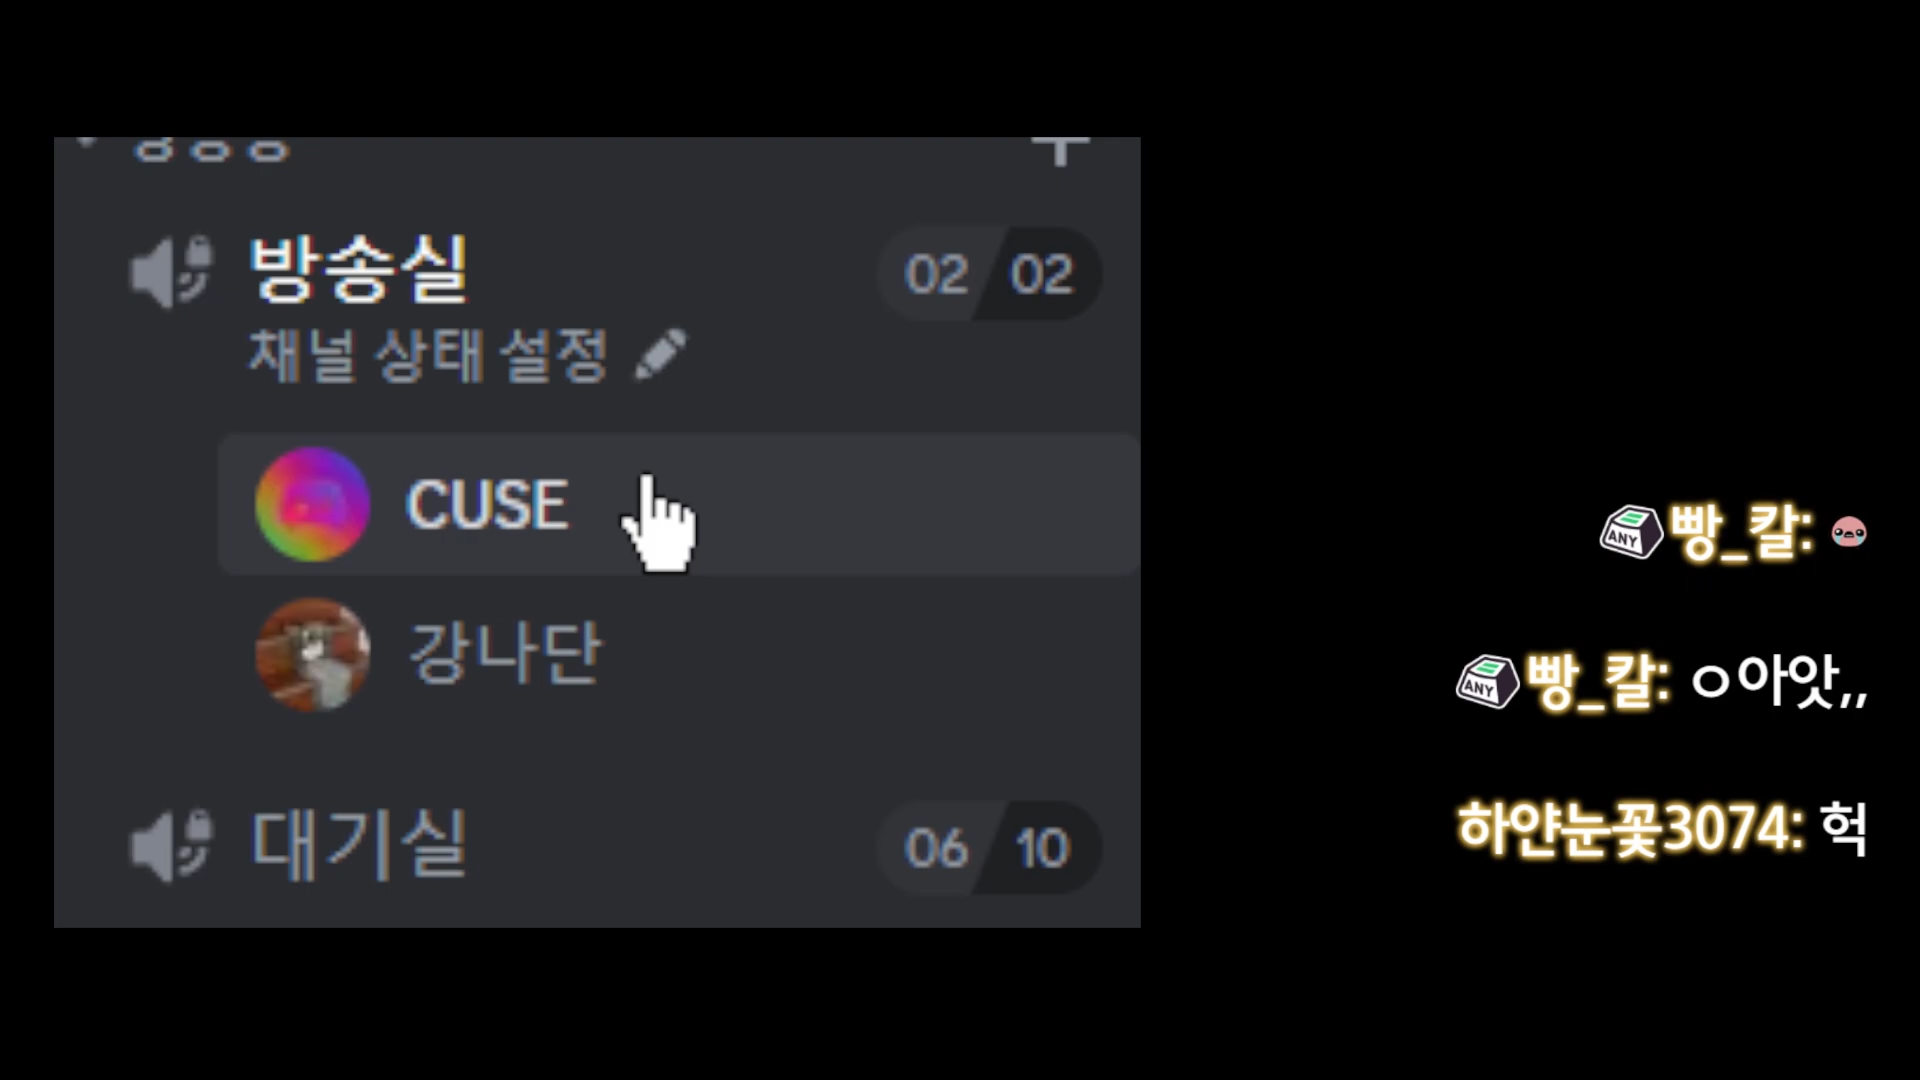 방송실 02 02
채널 상태 설정
CUSE
강나단
대기실 06 10
ANY 빵_칼:
ANY 빵_칼: ㅇ아앗,,
하얀눈꽃3074: 헉